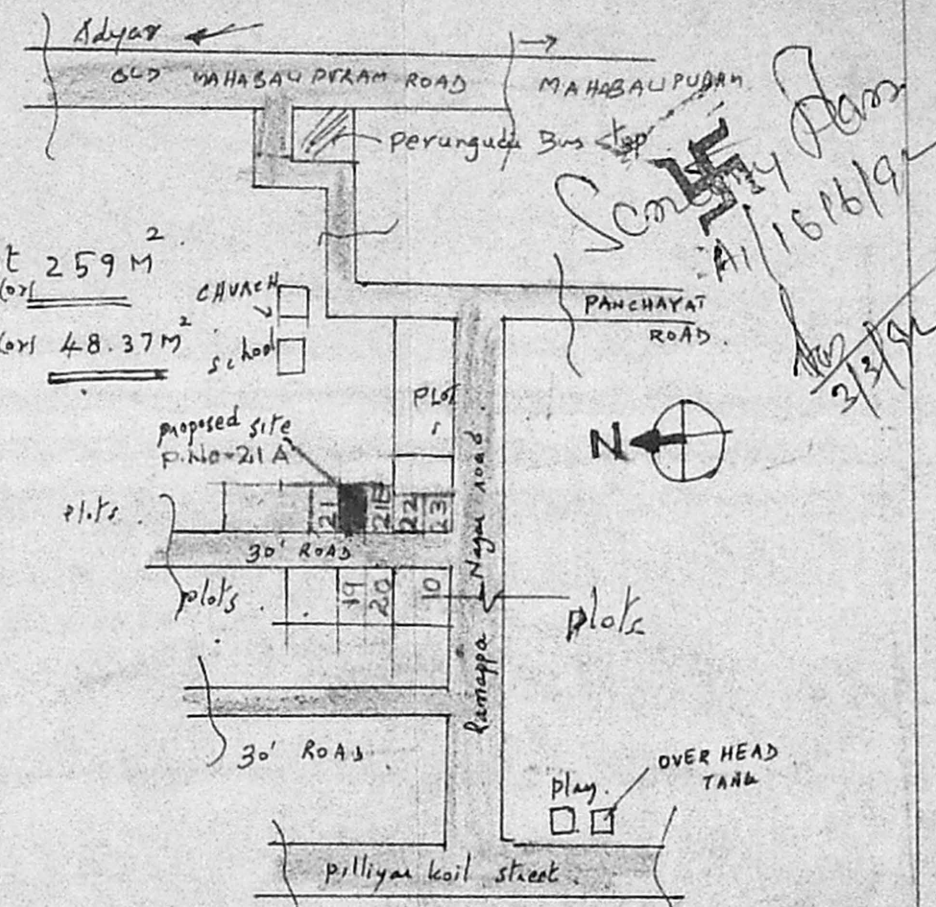 Adyar
OLD MAHABALIPURAM ROAD
MAHABALIPURAM
Perungudi Bus stop
259 M²
48.37 M²
CHURCH
School
PANCHAYAT
ROAD.
PLOT
proposed site
P.No-21A
N
plots.
21
21B
22
23
30' ROAD
plots.
19
20
10
plots
Ramappa Nagar road.
30' ROAD.
play.
OVER HEAD
TANK
pilliyar koil street.